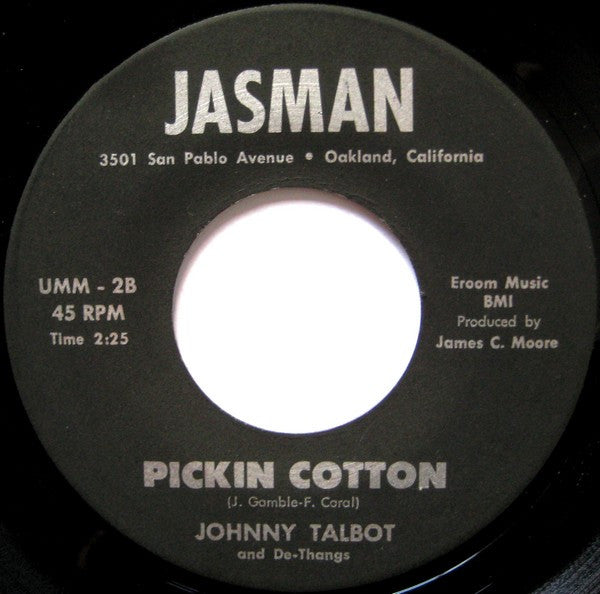 JASMAN
3501 San Pablo Avenue • Oakland, California
UMM - 2B
45 RPM
Time 2:25
Eroom Music
BMI
Produced by
James C. Moore
PICKIN COTTON
(J. Gamble-F. Coral)
JOHNNY TALBOT
and De-Thangs